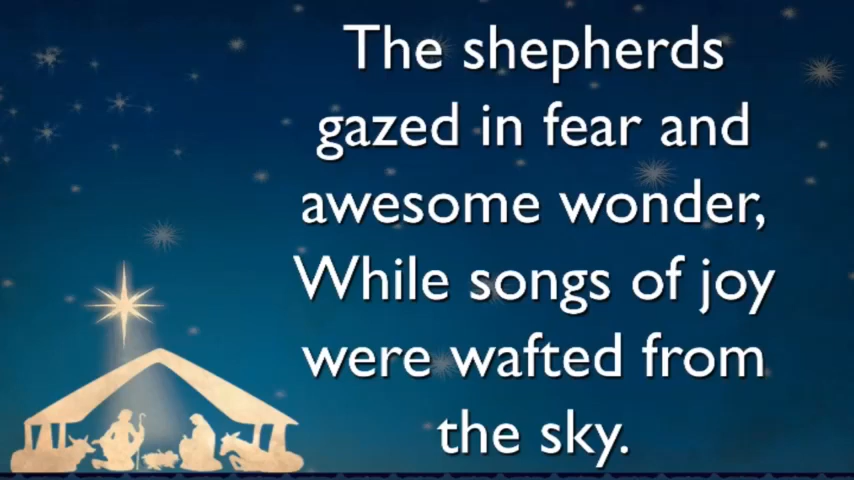 The shepherds
gazed in fear and
awesome wonder,
While songs of joy
were wafted from
the sky.